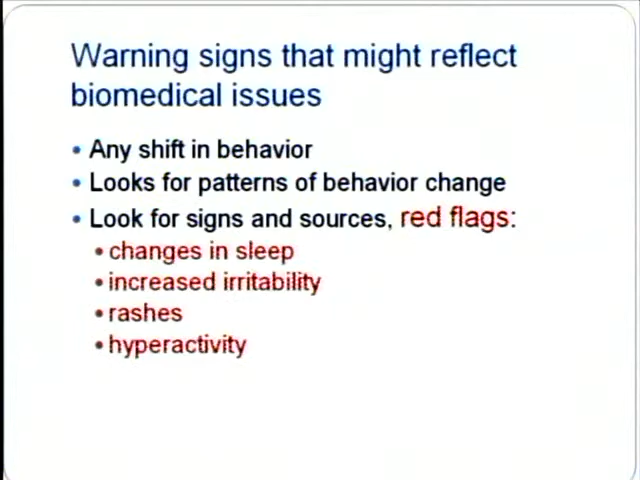 Warning signs that might reflect
biomedical issues
• Any shift in behavior
• Looks for patterns of behavior change
• Look for signs and sources, red flags:
• changes in sleep
• increased irritability
• rashes
• hyperactivity